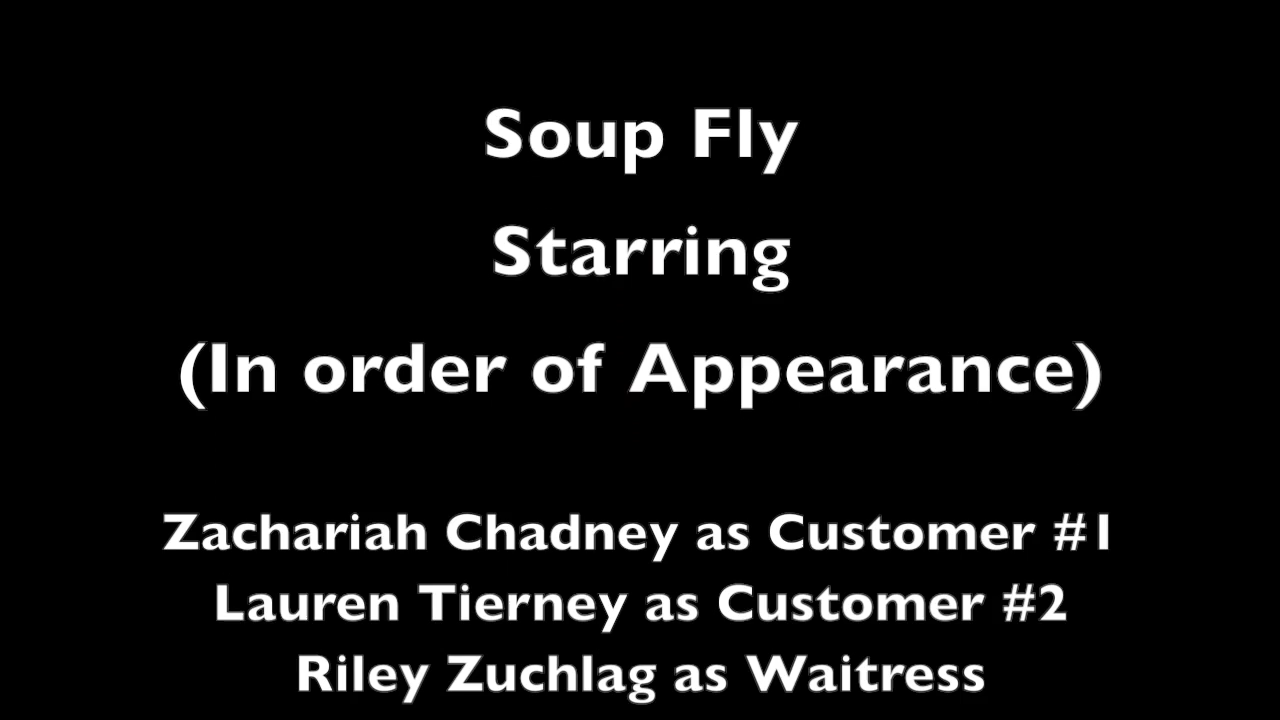 Soup Fly
Starring
(In order of Appearance)
Zachariah Chadney as Customer #1
Lauren Tierney as Customer #2
Riley Zuchlag as Waitress